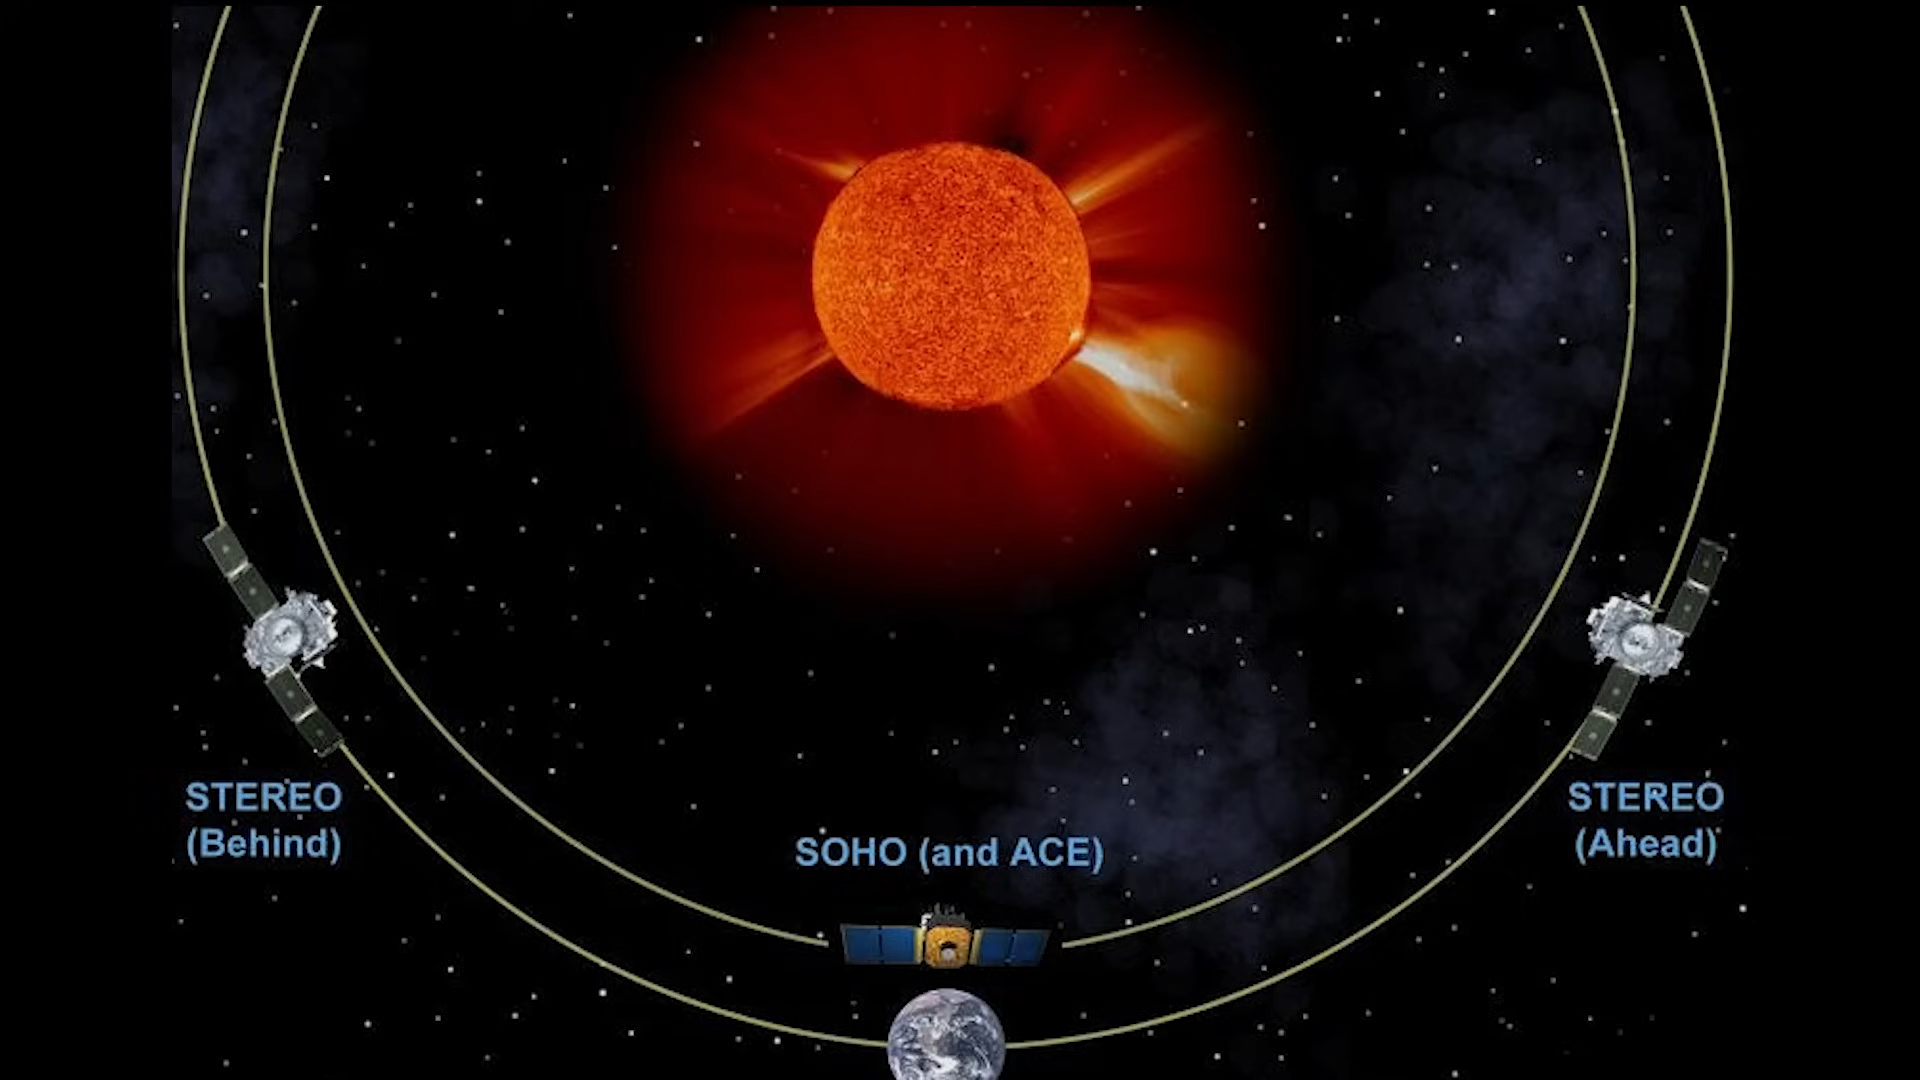 STEREO
(Behind)
SOHO (and ACE)
STEREO
(Ahead)